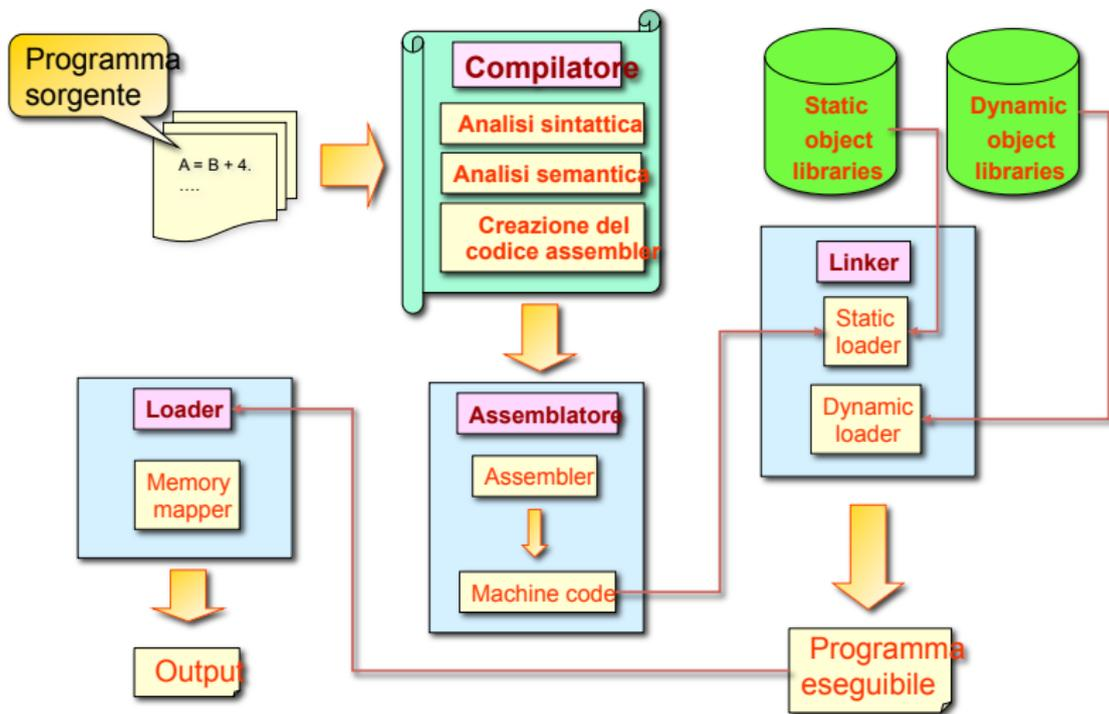 Programma
sorgente
A = B + 4.
....
Compilatore
Analisi sintattica
Analisi semantica
Creazione del
codice assembler
Static
object
libraries
Dynamic
object
libraries
Linker
Static
loader
Dynamic
loader
Loader
Memory
mapper
Assemblatore
Assembler
Machine code
Output
Programma
eseguibile